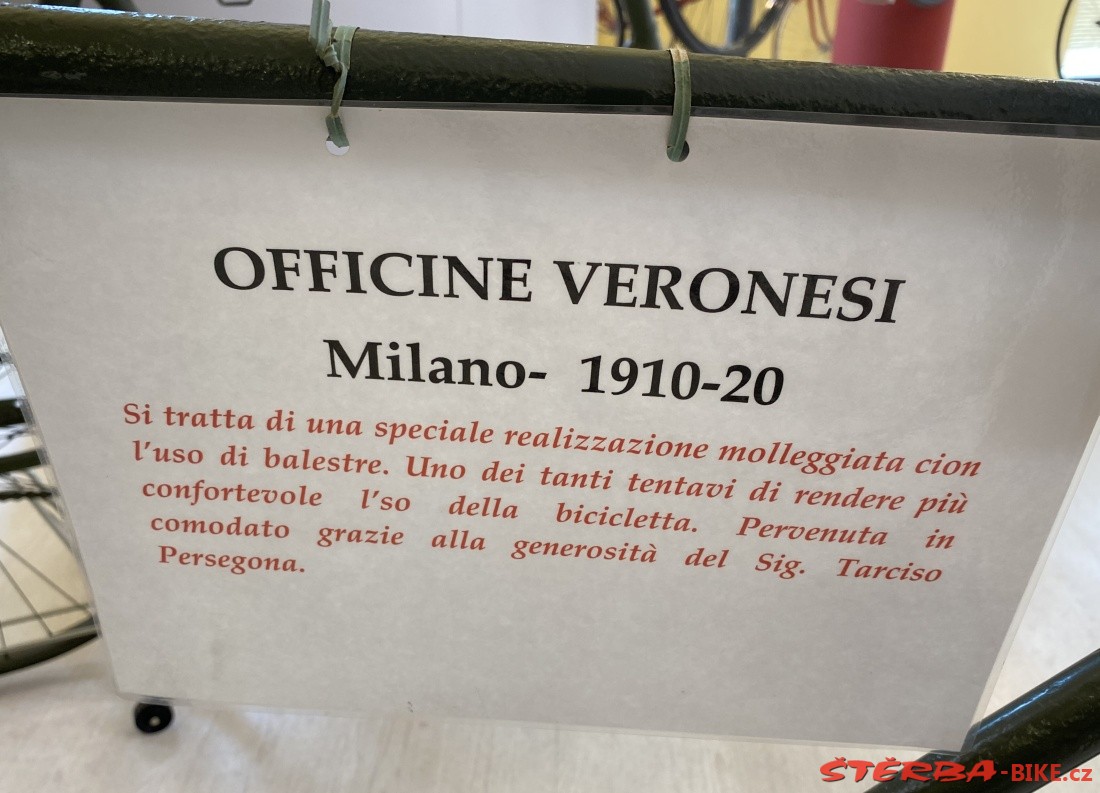 OFFICINE VERONESI
Milano- 1910-20
Si tratta di una speciale realizzazione molleggiata cion
l'uso di balestre. Uno dei tanti tentavi di rendere più
confortevole l'so della bicicletta. Pervenuta in
comodato grazie alla generosità del Sig. Tarciso
Persegona.
ŠTĚRBA-BIKE.cz